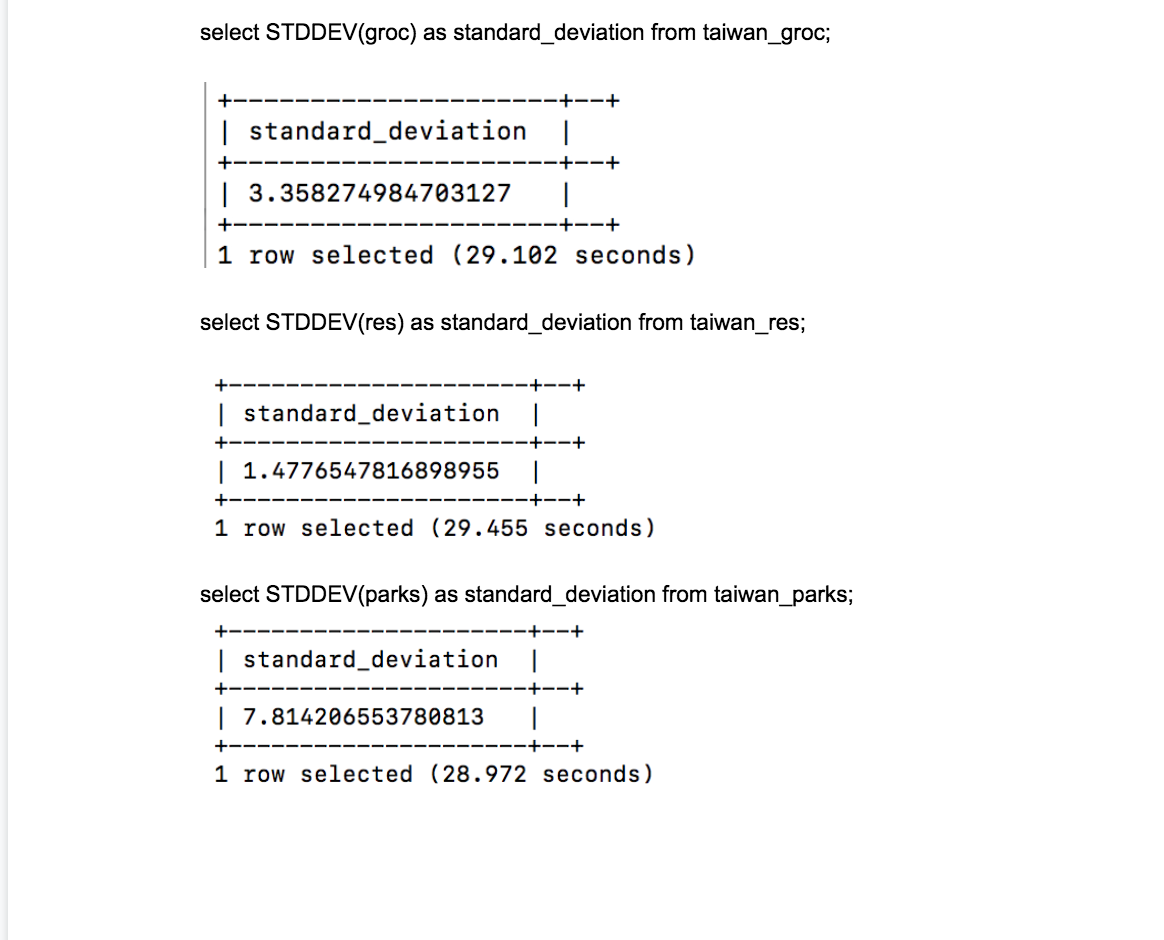 select STDDEV(groc) as standard_deviation from taiwan_groc;
+---------------------+--+
| standard_deviation  |
+---------------------+--+
| 3.358274984703127   |
+---------------------+--+
1 row selected (29.102 seconds)
select STDDEV(res) as standard_deviation from taiwan_res;
+---------------------+--+
| standard_deviation  |
+---------------------+--+
| 1.4776547816898955  |
+---------------------+--+
1 row selected (29.455 seconds)
select STDDEV(parks) as standard_deviation from taiwan_parks;
+---------------------+--+
| standard_deviation  |
+---------------------+--+
| 7.814206553780813   |
+---------------------+--+
1 row selected (28.972 seconds)